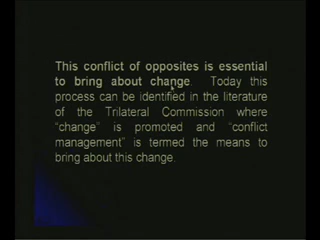 This conflict of opposites is essential
to bring about change. Today this
process can be identified in the literature
of the Trilateral Commission where
“change” is promoted and “conflict
management” is termed the means to
bring about this change.